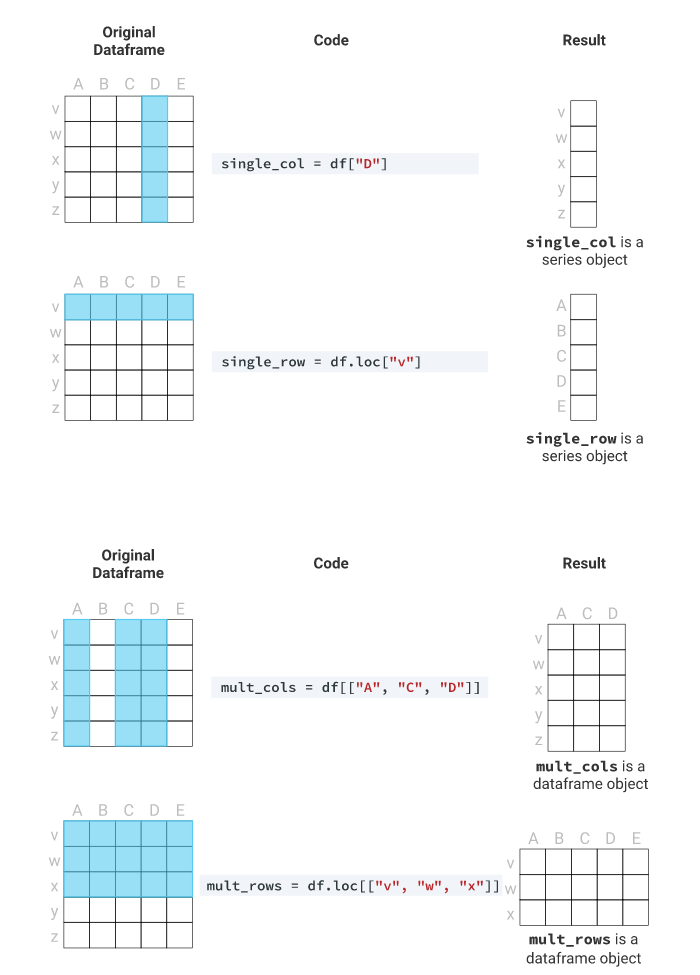 Original
Dataframe
Code
Result
A B C D E
v
w
x
y
z
single_col = df["D"]
v
w
x
y
z
single_col is a
series object
A B C D E
v
w
x
y
z
single_row = df.loc["v"]
A
B
C
D
E
single_row is a
series object
Original
Dataframe
Code
Result
A B C D E
v
w
x
y
z
mult_cols = df[["A", "C", "D"]]
A C D
v
w
x
y
z
mult_cols is a
dataframe object
A B C D E
v
w
x
y
z
mult_rows = df.loc[["v", "w", "x"]]
A B C D E
v
w
x
mult_rows is a
dataframe object